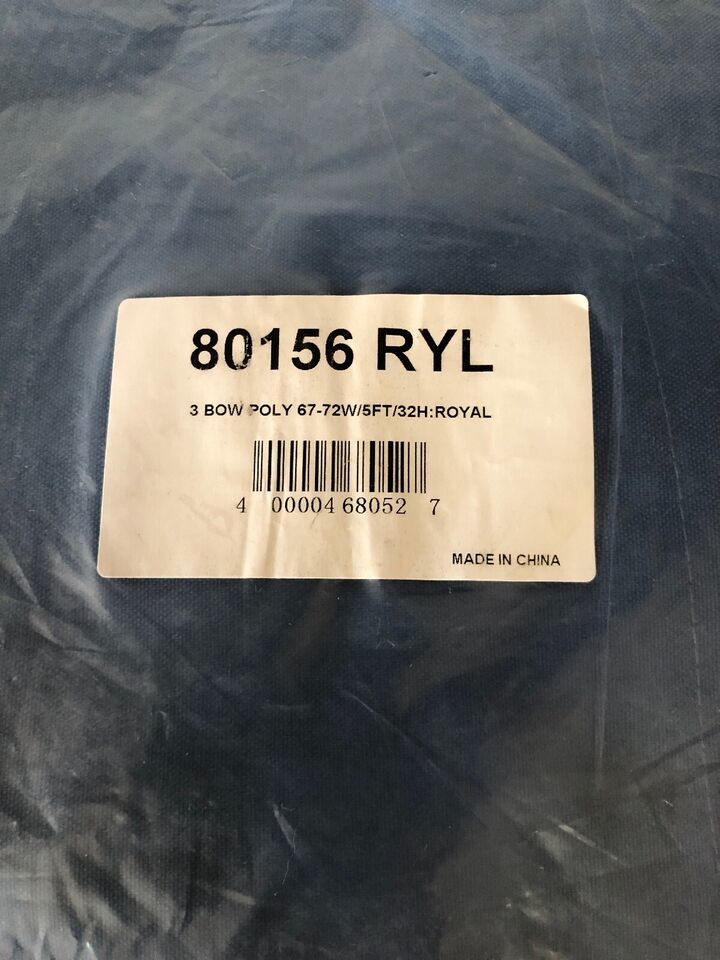 80156 RYL
3 BOW POLY 67-72W/5FT/32H:ROYAL
4 00004 68052 7
MADE IN CHINA